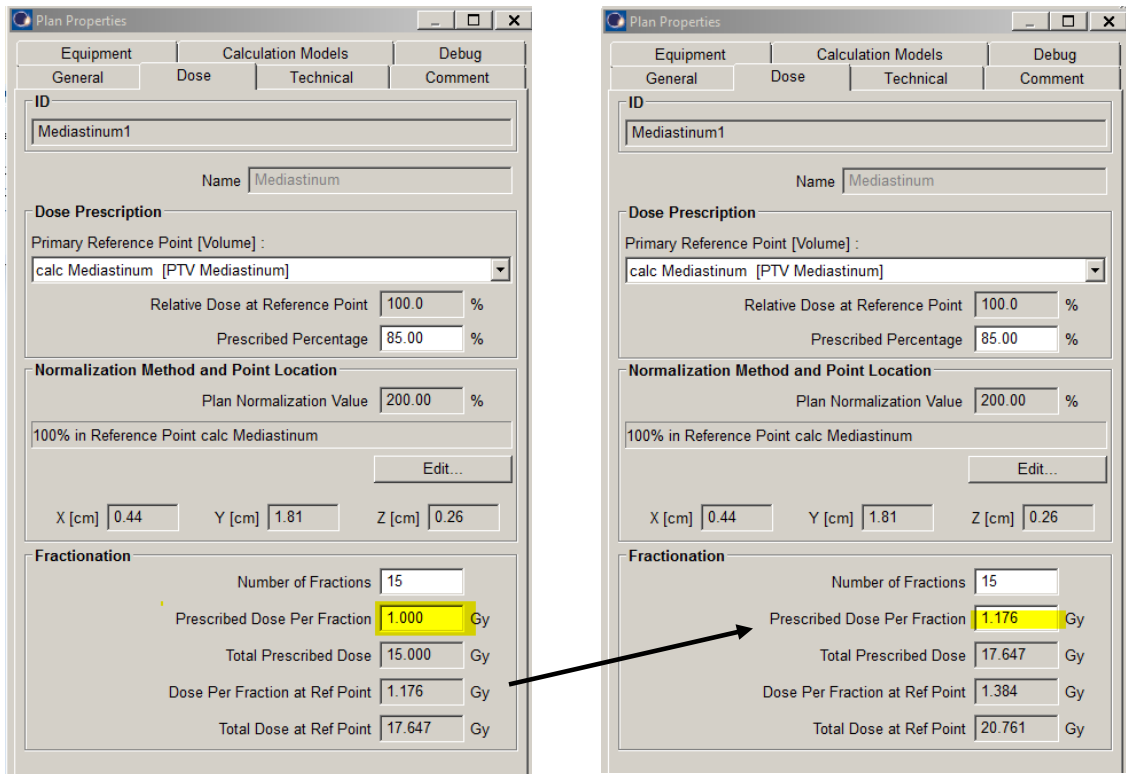 Plan Properties
Equipment Calculation Models Debug
General Dose Technical Comment
ID
Mediastinum1
Name Mediastinum
Dose Prescription
Primary Reference Point [Volume] :
calc Mediastinum [PTV Mediastinum]
Relative Dose at Reference Point 100.0 %
Prescribed Percentage 85.00 %
Normalization Method and Point Location
Plan Normalization Value 200.00 %
100% in Reference Point calc Mediastinum
Edit...
X [cm] 0.44 Y [cm] 1.81 Z [cm] 0.26
Fractionation
Number of Fractions 15
Prescribed Dose Per Fraction 1.000 Gy
Total Prescribed Dose 15.000 Gy
Dose Per Fraction at Ref Point 1.176 Gy
Total Dose at Ref Point 17.647 Gy
Plan Properties
Equipment Calculation Models Debug
General Dose Technical Comment
ID
Mediastinum1
Name Mediastinum
Dose Prescription
Primary Reference Point [Volume] :
calc Mediastinum [PTV Mediastinum]
Relative Dose at Reference Point 100.0 %
Prescribed Percentage 85.00 %
Normalization Method and Point Location
Plan Normalization Value 200.00 %
100% in Reference Point calc Mediastinum
Edit...
X [cm] 0.44 Y [cm] 1.81 Z [cm] 0.26
Fractionation
Number of Fractions 15
Prescribed Dose Per Fraction 1.176 Gy
Total Prescribed Dose 17.647 Gy
Dose Per Fraction at Ref Point 1.384 Gy
Total Dose at Ref Point 20.761 Gy